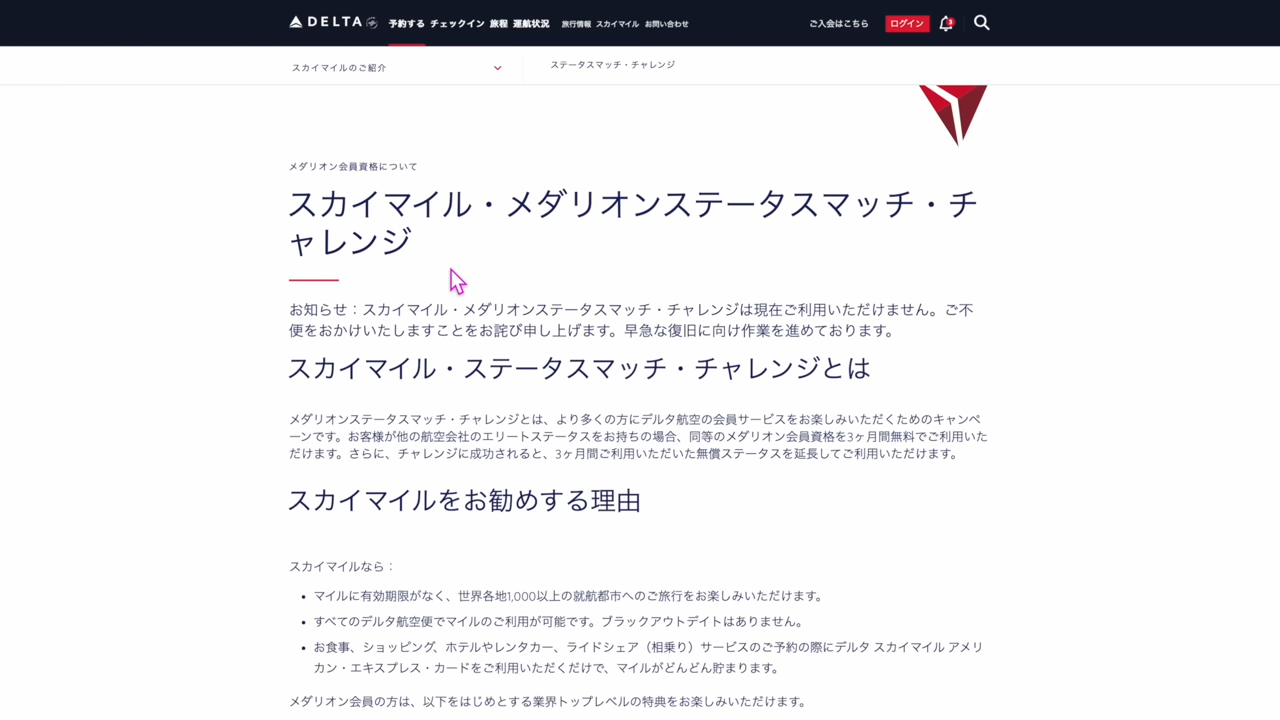 DELTA 予約する チェックイン 旅程 運航状況 旅行情報 スカイマイル お問い合わせ ご入会はこちら ログイン 3
スカイマイルのご紹介 ステータスマッチ・チャレンジ
メダリオン会員資格について
スカイマイル・メダリオンステータスマッチ・チ
ャレンジ
お知らせ：スカイマイル・メダリオンステータスマッチ・チャレンジは現在ご利用いただけません。ご不
便をおかけいたしますことをお詫び申し上げます。早急な復旧に向け作業を進めております。
スカイマイル・ステータスマッチ・チャレンジとは
メダリオンステータスマッチ・チャレンジとは、より多くの方にデルタ航空の会員サービスをお楽しみいただくためのキャンペ
ーンです。お客様が他の航空会社のエリートステータスをお持ちの場合、同等のメダリオン会員資格を3ヶ月間無料でご利用いた
だけます。さらに、チャレンジに成功されると、3ヶ月間ご利用いただいた無償ステータスを延長してご利用いただけます。
スカイマイルをお勧めする理由
スカイマイルなら：
• マイルに有効期限がなく、世界各地1,000以上の就航都市へのご旅行をお楽しみいただけます。
• すべてのデルタ航空便でマイルのご利用が可能です。ブラックアウトデイトはありません。
• お食事、ショッピング、ホテルやレンタカー、ライドシェア（相乗り）サービスのご予約の際にデルタ スカイマイル アメリ
カン・エキスプレス・カードをご利用いただくだけで、マイルがどんどん貯まります。
メダリオン会員の方は、以下をはじめとする業界トップレベルの特典をお楽しみいただけます。